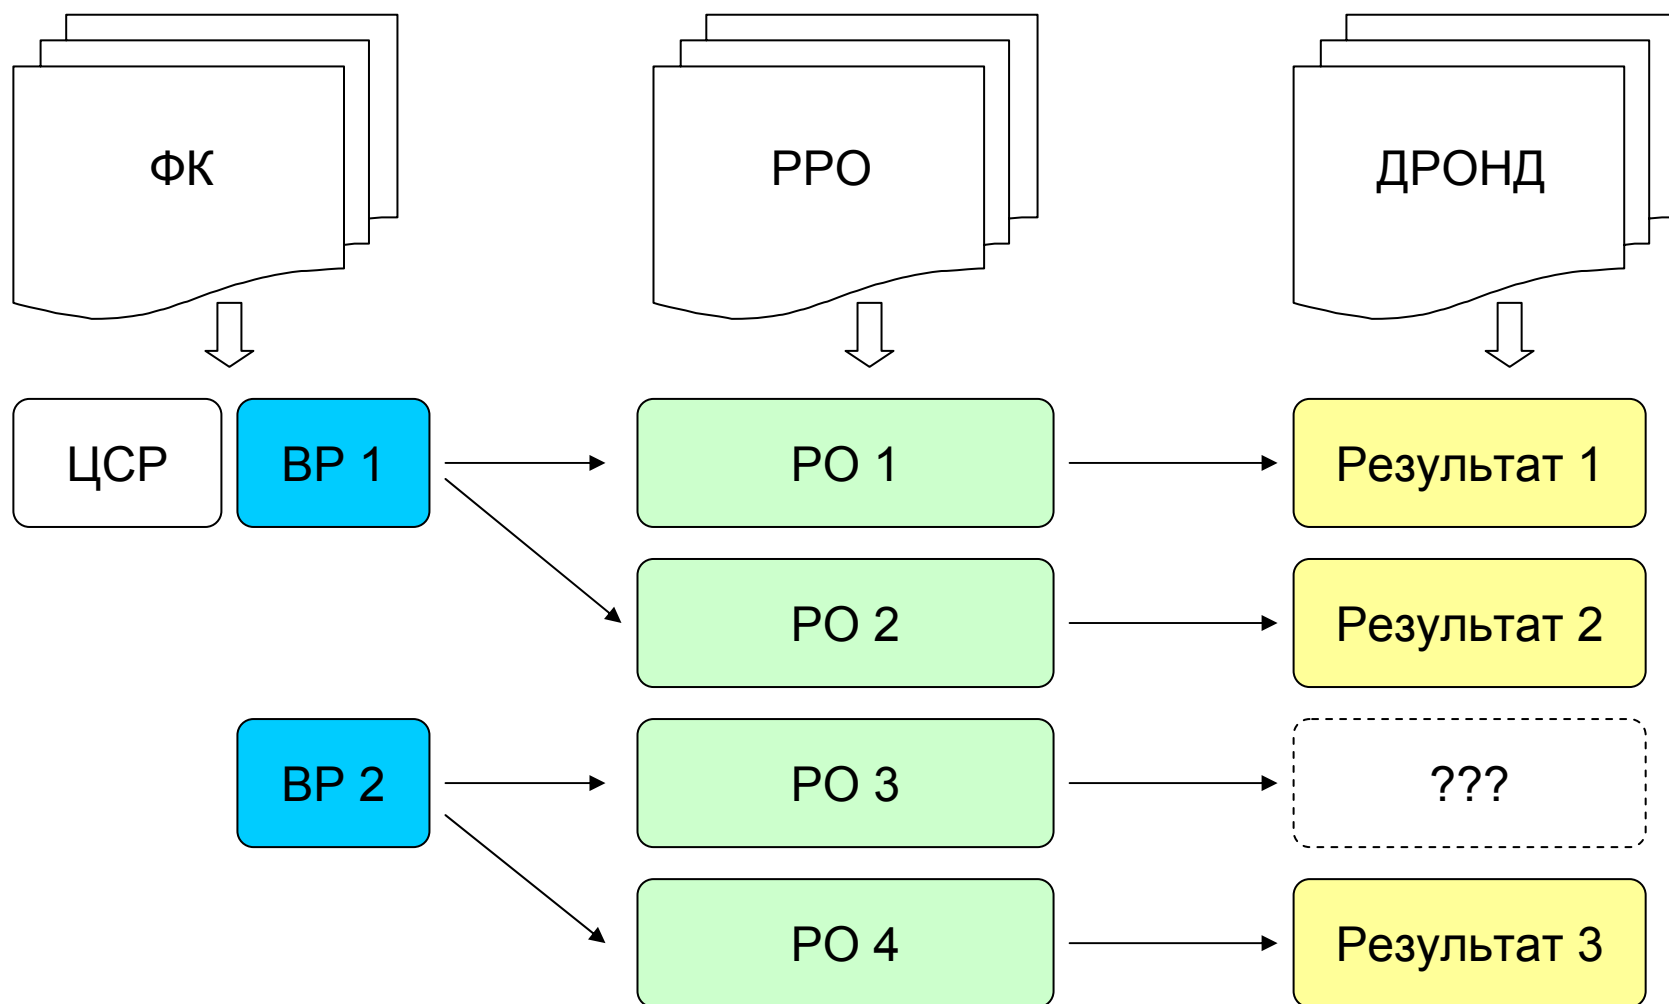 ФК
РРО
ДРОНД
ЦСР
ВР 1
РО 1
Результат 1
РО 2
Результат 2
ВР 2
РО 3
???
РО 4
Результат 3